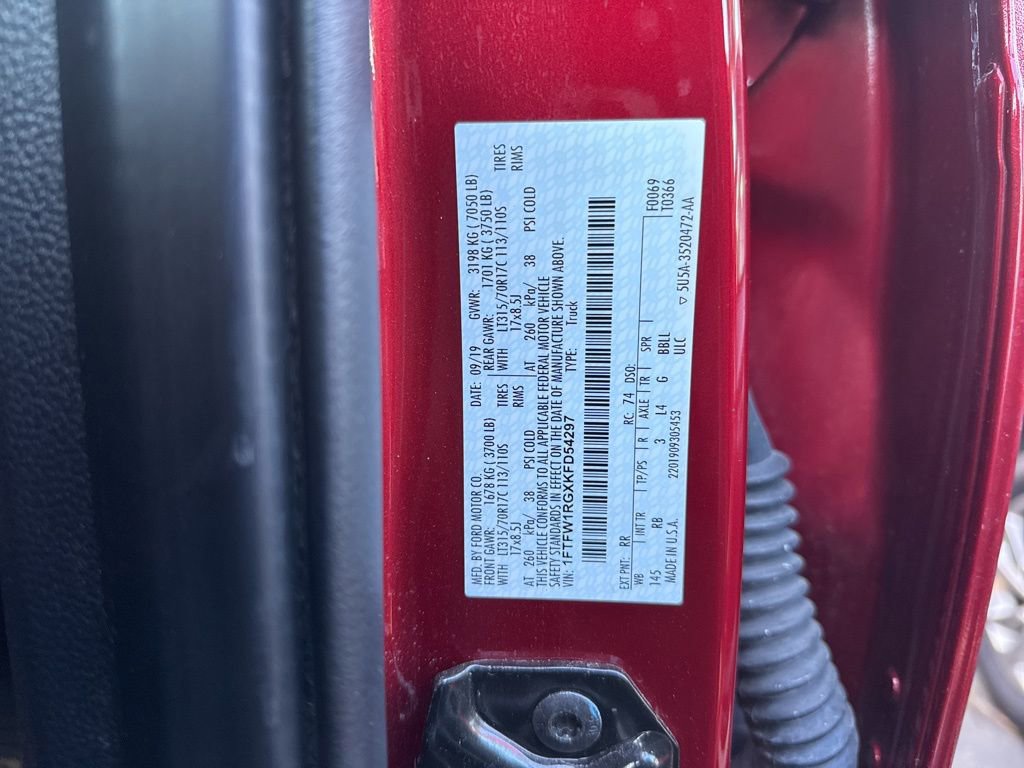 MFD. BY FORD MOTOR CO. DATE: 09/19 GVWR: 3198 KG ( 7050 LB)
FRONT GAWR: 1678 KG ( 3700LB) REAR GAWR: 1701 KG ( 3750 LB)
WITH LT315/70R17C 113/110S TIRES WITH LT315/70R17C 113/110S TIRES
17x8.5J RIMS 17x8.5J RIMS
AT 260 kPa/ 38 PSI COLD AT 260 kPa/ 38 PSI COLD
THIS VEHICLE CONFORMS TO ALL APPLICABLE FEDERAL MOTOR VEHICLE
SAFETY STANDARDS IN EFFECT ON THE DATE OF MANUFACTURE SHOWN ABOVE.
VIN: 1FTFW1RGXKFD54297 TYPE: Truck
EXT PNT: RR RC: 74 DSO: F0069
WB INT TR TP/PS R AXLE TR SPR T0366
145 RB 3 L4 G BBLL
MADE IN U.S.A. 2201909305453 ULC
▽ 5U5A-3520472-AA